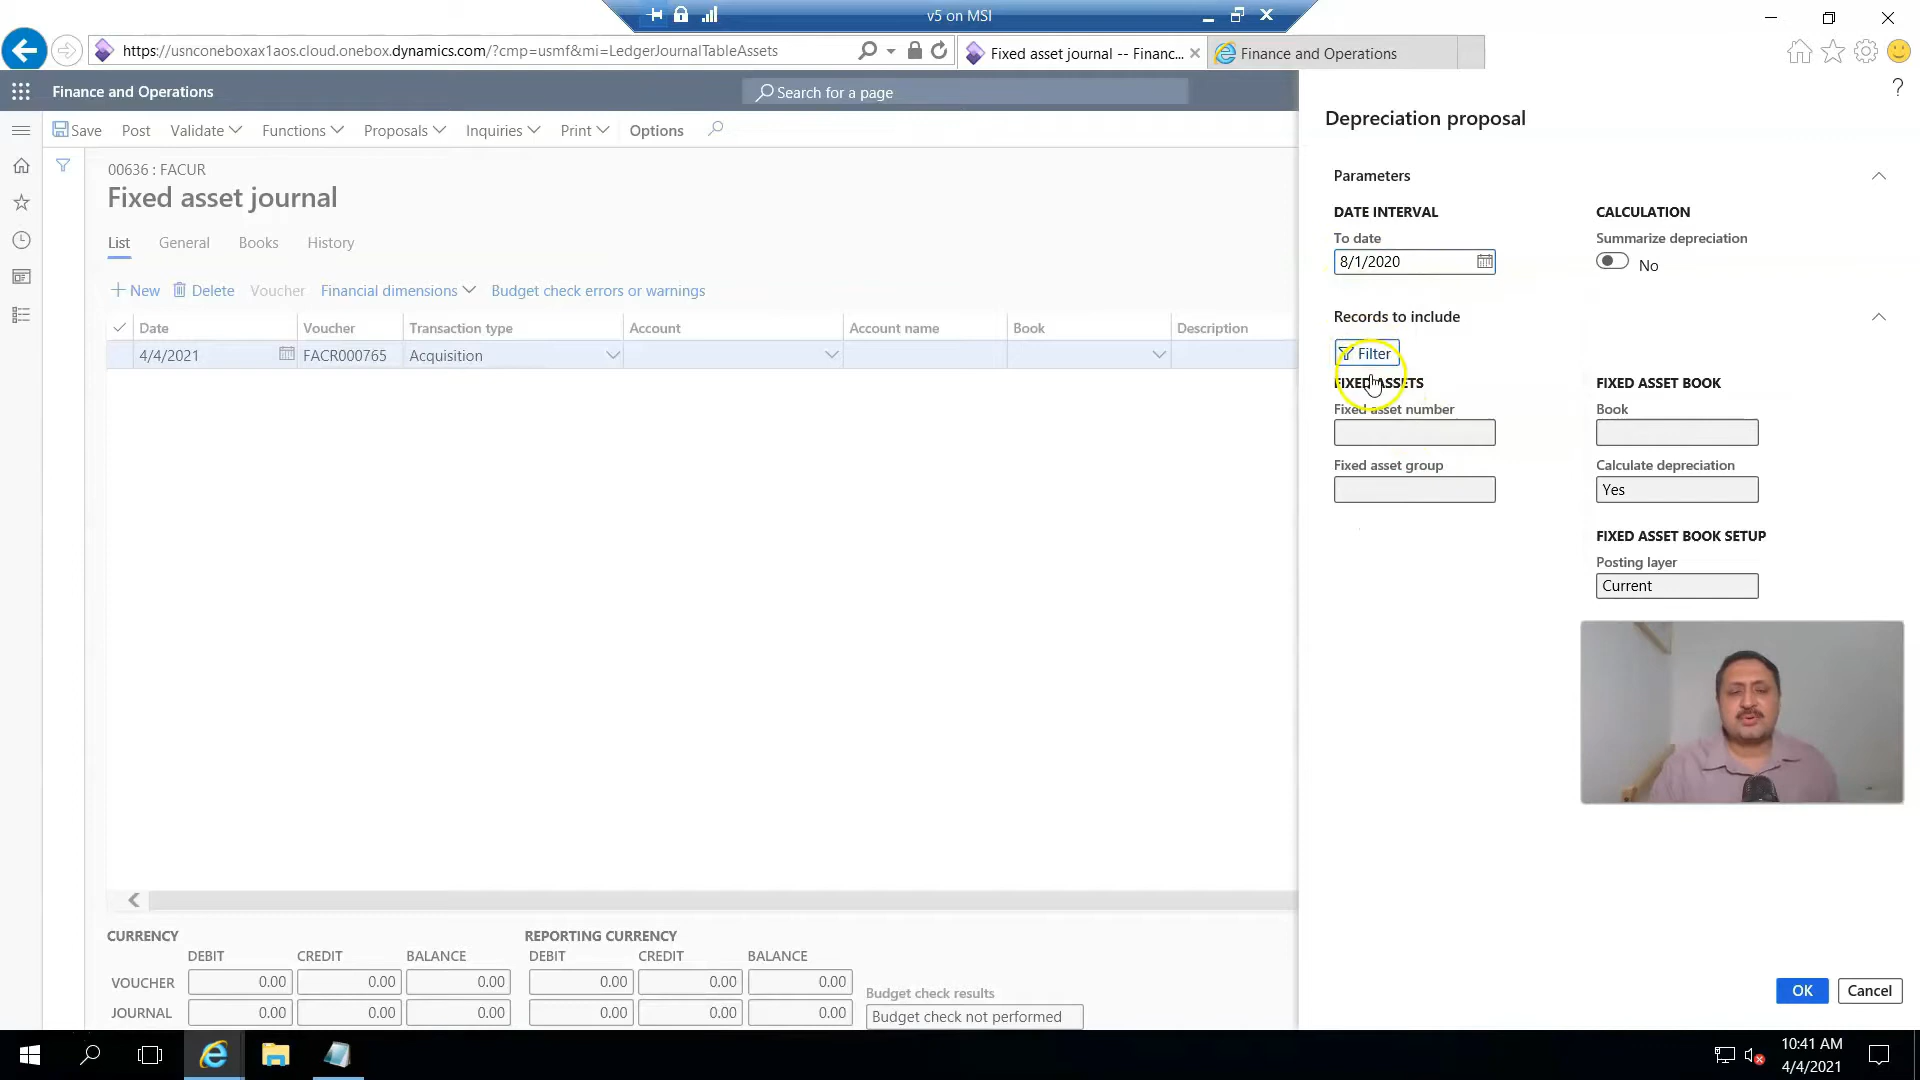 v5 on MSI
https://usnconeboxax1aos.cloud.onebox.dynamics.com/?cmp=usmf&mi=LedgerJournalTableAssets
Fixed asset journal -- Financ...
Finance and Operations
Finance and Operations
Search for a page
?
Save
Post
Validate
Functions
Proposals
Inquiries
Print
Options
00636 : FACUR
Fixed asset journal
List
General
Books
History
New
Delete
Voucher
Financial dimensions
Budget check errors or warnings
Date
Voucher
Transaction type
Account
Account name
Book
Description
4/4/2021
FACR000765
Acquisition
CURRENCY
REPORTING CURRENCY
DEBIT
CREDIT
BALANCE
DEBIT
CREDIT
BALANCE
VOUCHER
0.00
0.00
0.00
0.00
0.00
0.00
JOURNAL
0.00
0.00
0.00
0.00
0.00
0.00
Budget check results
Budget check not performed
Depreciation proposal
Parameters
DATE INTERVAL
To date
8/1/2020
CALCULATION
Summarize depreciation
No
Records to include
Filter
FIXED ASSETS
Fixed asset number
Fixed asset group
FIXED ASSET BOOK
Book
Calculate depreciation
Yes
FIXED ASSET BOOK SETUP
Posting layer
Current
OK
Cancel
10:41 AM
4/4/2021